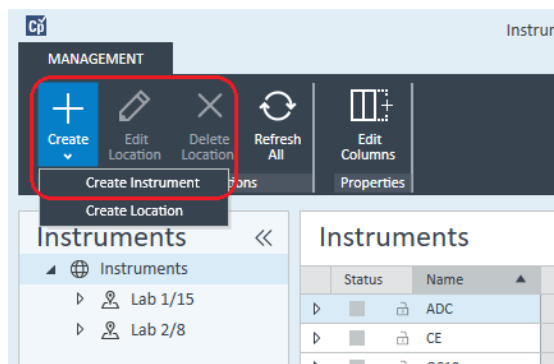 Cp
Instru
MANAGEMENT
Create
Edit Location
Delete Location
Refresh All
Edit Columns
Create Instrument
ons
Properties
Create Location
Instruments
Instruments
Instruments
Status
Name
Lab 1/15
ADC
Lab 2/8
CE